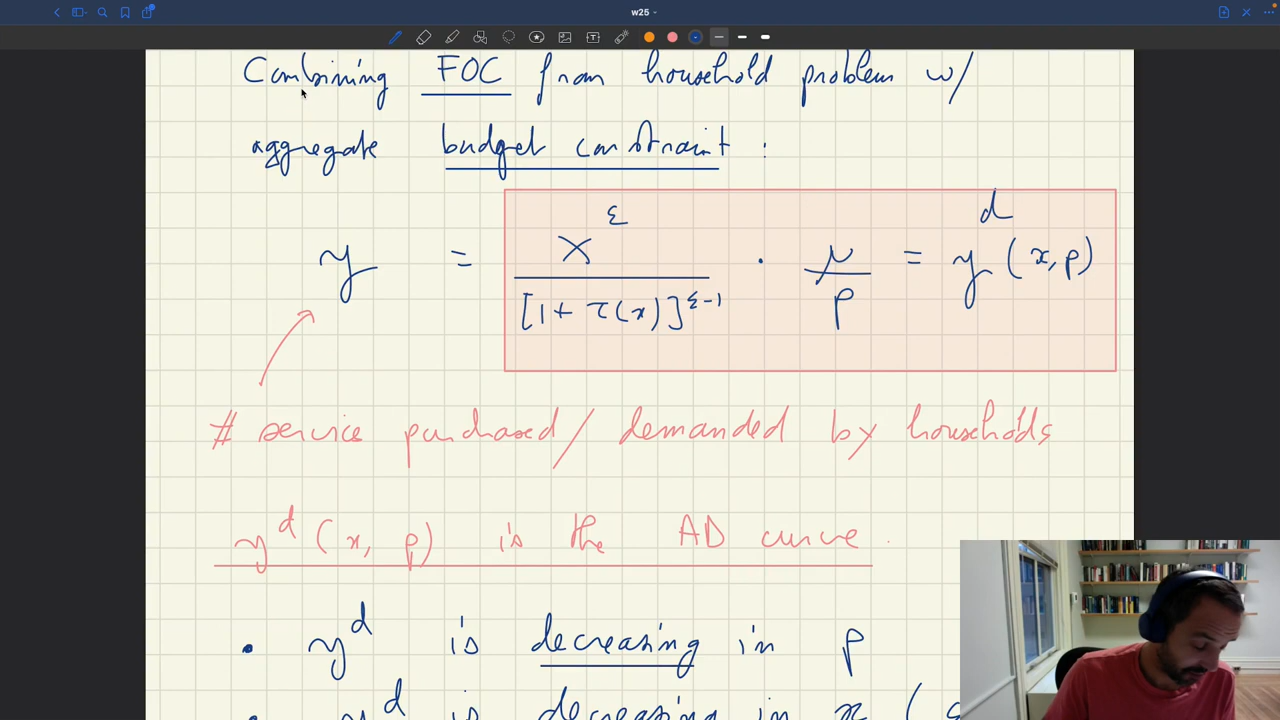 w25
Combining FOC from household problem w/
aggregate budget constraint :
y = χ^ε / [1 + τ(x)]^{ε-1} · μ / p = y^d (x, p)
# service purchased / demanded by households
y^d (x, p) is the AD curve .
• y^d is decreasing in p
• y^d is decreasing in x (